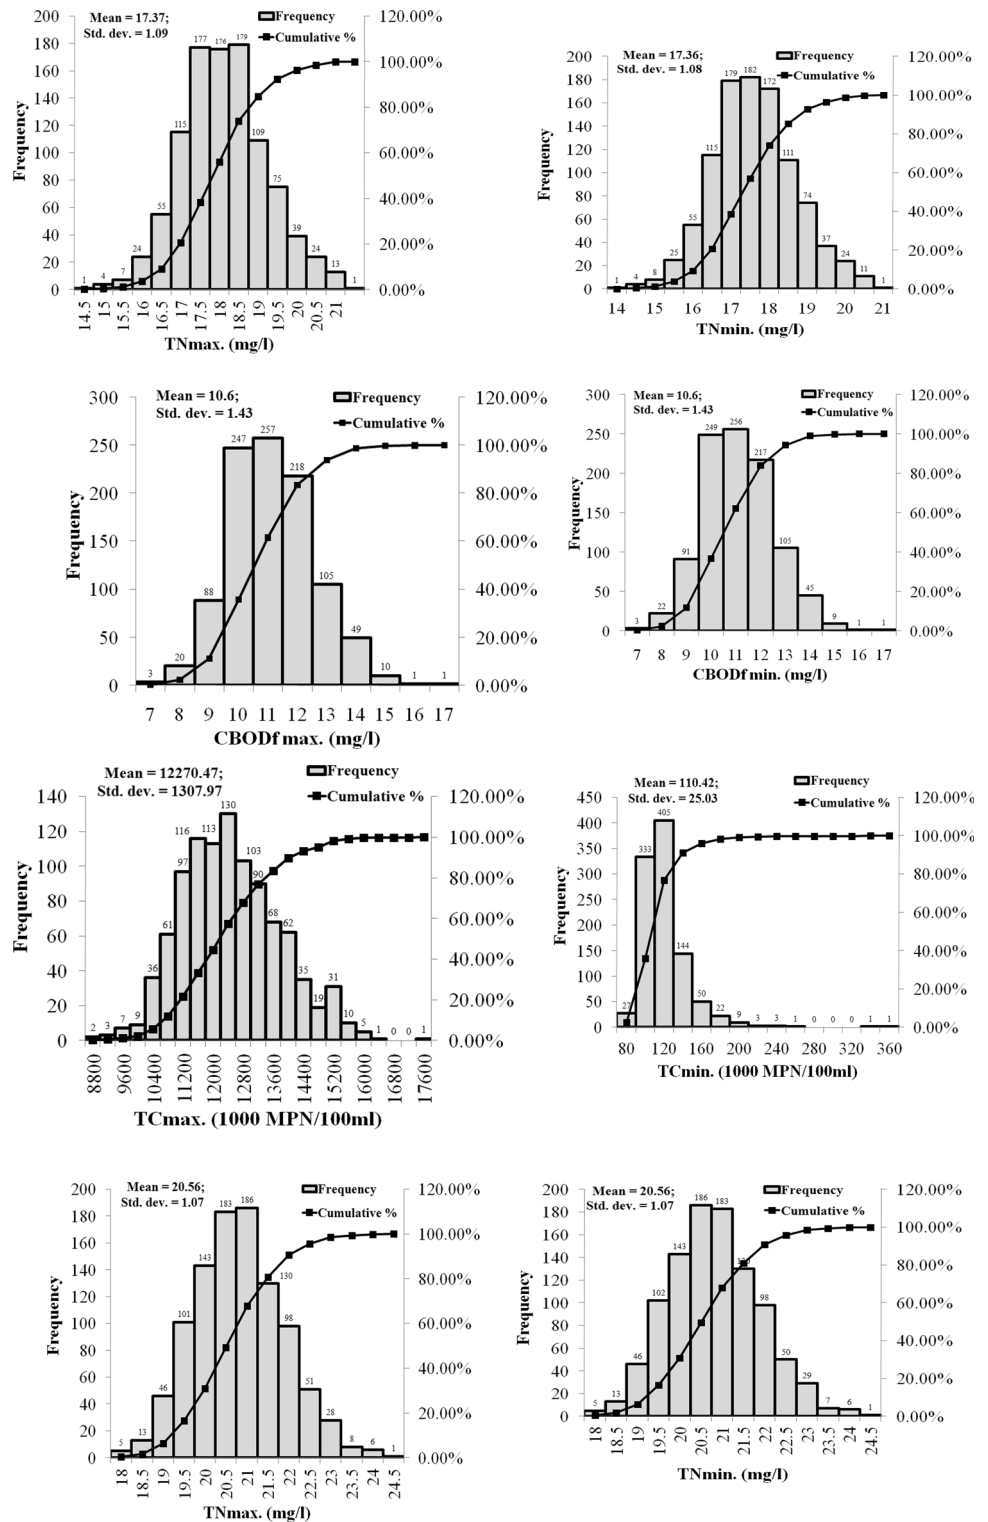 Mean = 17.37;
Std. dev. = 1.09
Frequency
Cumulative %
Frequency
200
180
160
140
120
100
80
60
40
20
0
120.00%
100.00%
80.00%
60.00%
40.00%
20.00%
0.00%
1 4 7 24 55 115 177 176 179 109 75 39 24 13 1
14.5 15 15.5 16 16.5 17 17.5 18 18.5 19 19.5 20 20.5 21
TNmax. (mg/l)
Mean = 17.36;
Std. dev. = 1.08
Frequency
Cumulative %
Frequency
200
180
160
140
120
100
80
60
40
20
0
120.00%
100.00%
80.00%
60.00%
40.00%
20.00%
0.00%
1 4 8 25 55 115 179 182 172 111 74 37 24 11 1
14 15 16 17 18 19 20 21
TNmin. (mg/l)
Mean = 10.6;
Std. dev. = 1.43
Frequency
Cumulative %
Frequency
300
250
200
150
100
50
0
120.00%
100.00%
80.00%
60.00%
40.00%
20.00%
0.00%
3 20 88 247 257 218 105 49 10 1 1
7 8 9 10 11 12 13 14 15 16 17
CBODf max. (mg/l)
Mean = 10.6;
Std. dev. = 1.43
Frequency
Cumulative %
Frequency
300
250
200
150
100
50
0
120.00%
100.00%
80.00%
60.00%
40.00%
20.00%
0.00%
3 22 91 249 256 217 105 45 9 1 1
7 8 9 10 11 12 13 14 15 16 17
CBODf min. (mg/l)
Mean = 12270.47;
Std. dev. = 1307.97
Frequency
Cumulative %
Frequency
140
120
100
80
60
40
20
0
120.00%
100.00%
80.00%
60.00%
40.00%
20.00%
0.00%
2 3 7 9 36 61 97 116 113 130 103 90 68 62 35 19 31 10 5 1 0 0 1
8800 9600 10400 11200 12000 12800 13600 14400 15200 16000 16800 17600
TCmax. (1000 MPN/100ml)
Mean = 110.42;
Std. dev. = 25.03
Frequency
Cumulative %
Frequency
450
400
350
300
250
200
150
100
50
0
120.00%
100.00%
80.00%
60.00%
40.00%
20.00%
0.00%
27 333 405 144 50 22 9 3 3 1 0 0 0 1 1
80 120 160 200 240 280 320 360
TCmin. (1000 MPN/100ml)
Mean = 20.56;
Std. dev. = 1.07
Frequency
Cumulative %
Frequency
200
180
160
140
120
100
80
60
40
20
0
120.00%
100.00%
80.00%
60.00%
40.00%
20.00%
0.00%
5 13 46 101 143 183 186 130 98 51 28 8 6 1
18 18.5 19 19.5 20 20.5 21 21.5 22 22.5 23 23.5 24 24.5
TNmax. (mg/l)
Mean = 20.56;
Std. dev. = 1.07
Frequency
Cumulative %
Frequency
200
180
160
140
120
100
80
60
40
20
0
120.00%
100.00%
80.00%
60.00%
40.00%
20.00%
0.00%
5 13 46 102 143 186 183 98 50 29 7 6 1
18 18.5 19 19.5 20 20.5 21 21.5 22 22.5 23 23.5 24 24.5
TNmin. (mg/l)